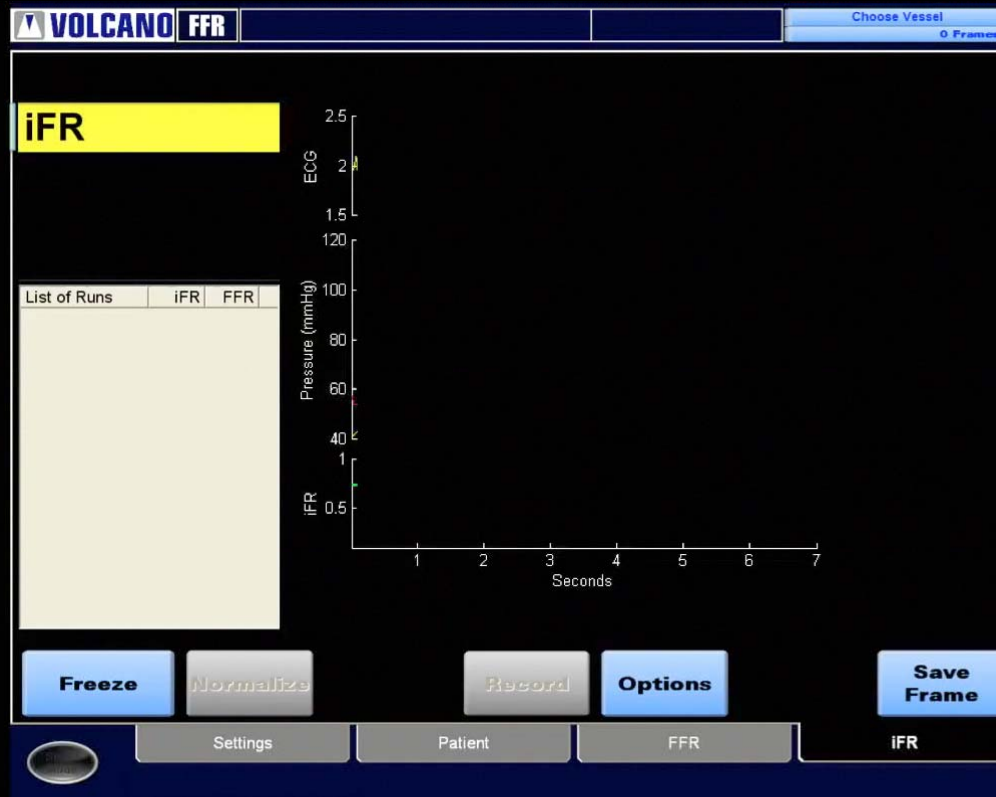 VOLCANO FFR
Choose Vessel
0 Frames
iFR
List of Runs iFR FFR
2.5
ECG
2
1.5
120
100
Pressure (mmHg)
80
60
40
1
iFR
0.5
1 2 3 4 5 6 7
Seconds
Freeze Normalize Record Options Save Frame
Settings Patient FFR iFR